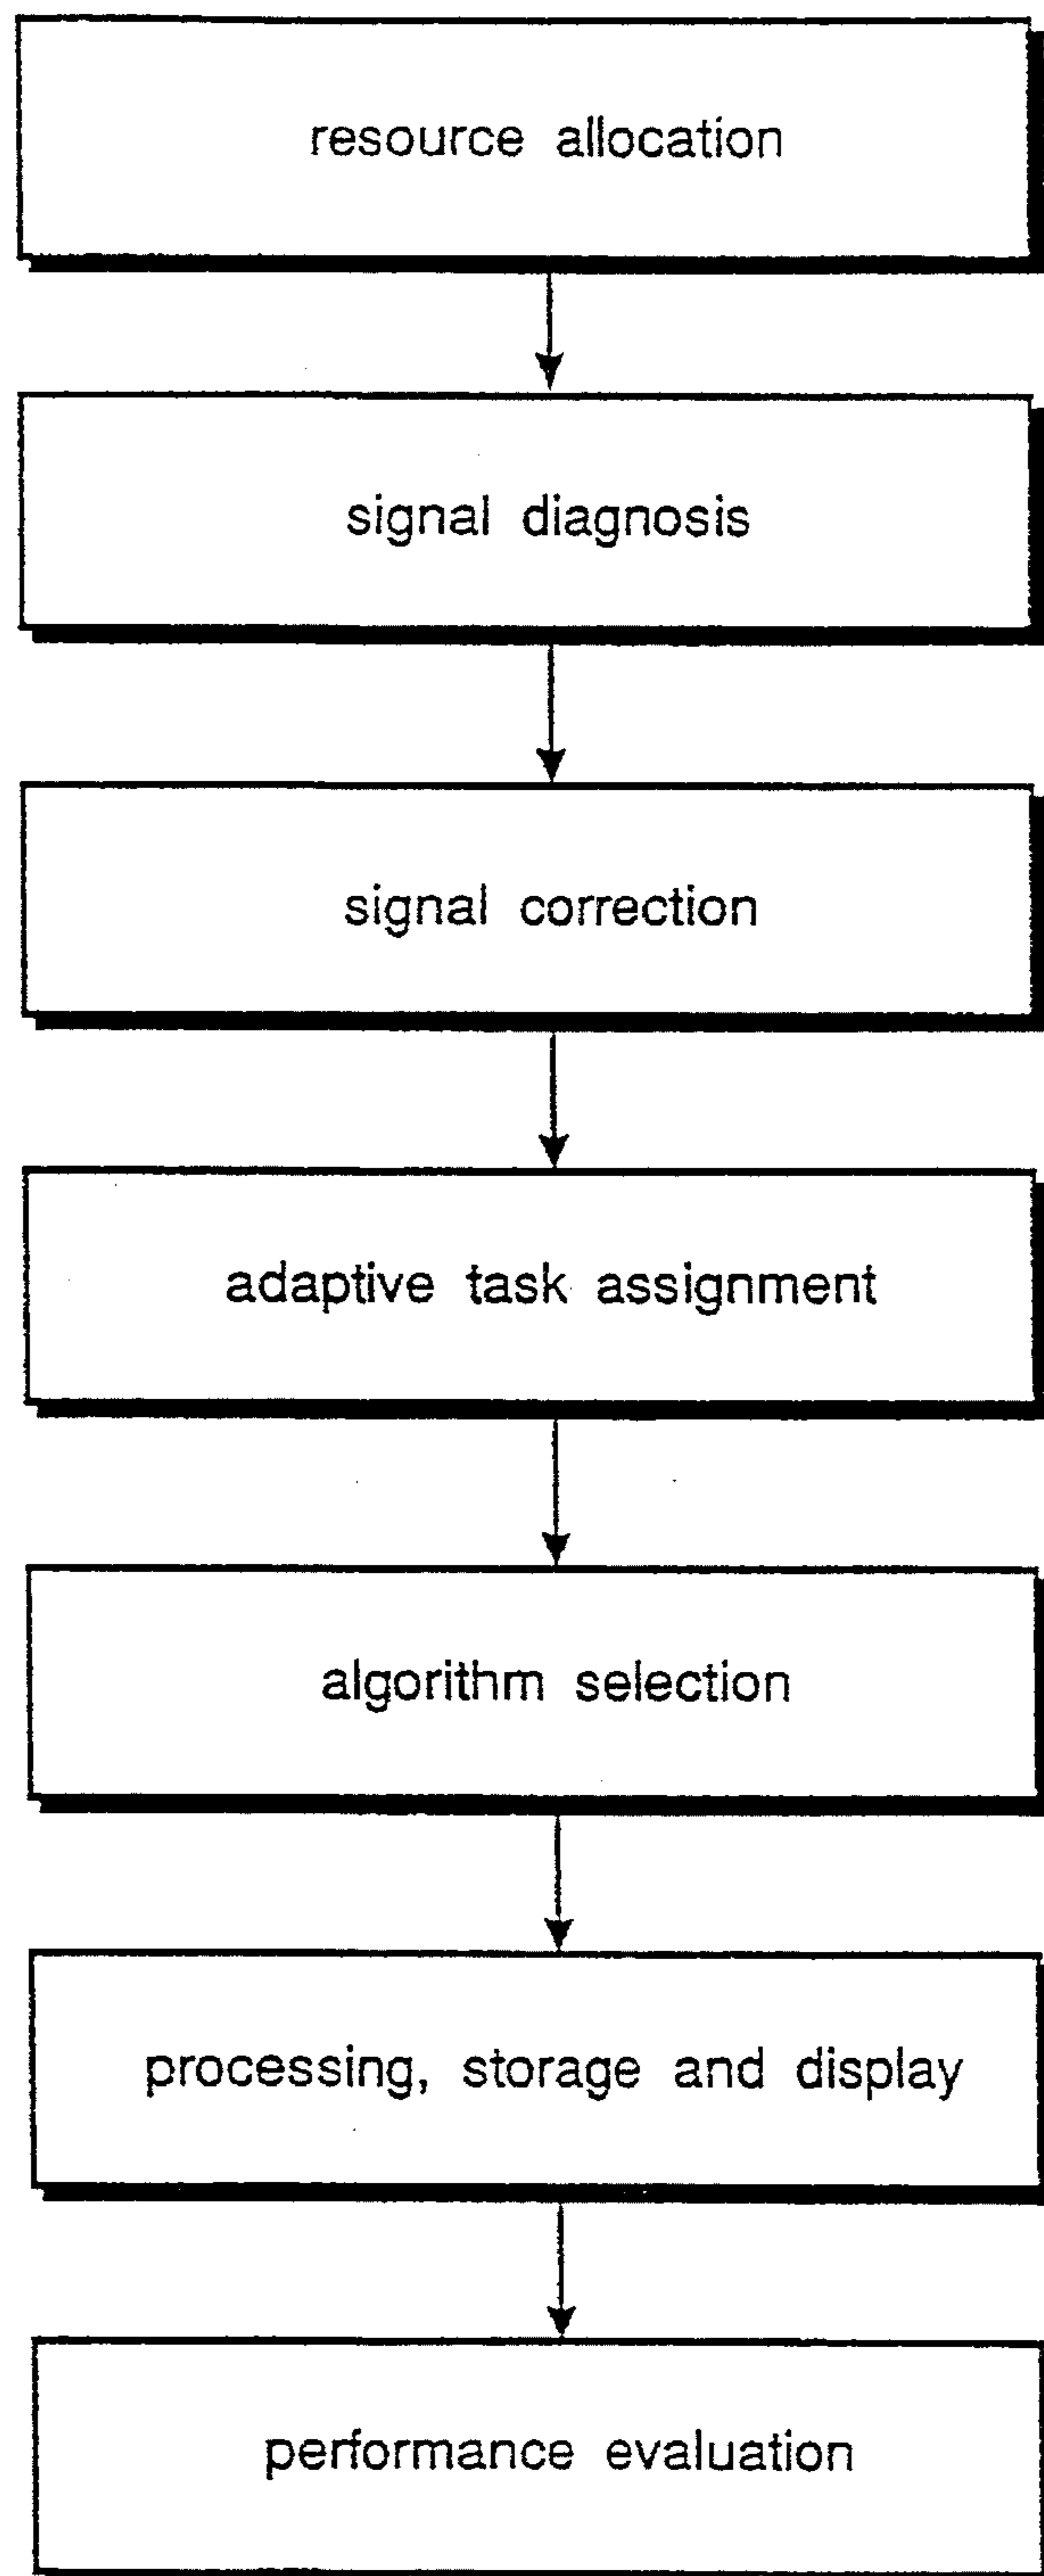 resource allocation
signal diagnosis
signal correction
adaptive task assignment
algorithm selection
processing, storage and display
performance evaluation